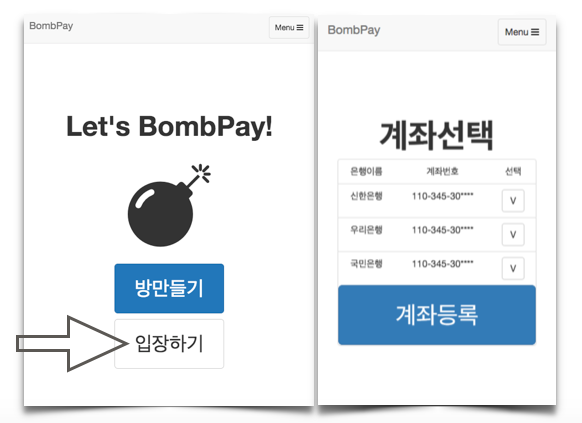 BombPay
Menu
Let's BombPay!
방만들기
입장하기
BombPay
Menu
계좌선택
은행이름 계좌번호 선택
신한은행 110-345-30**** V
우리은행 110-345-30**** V
국민은행 110-345-30**** V
계좌등록